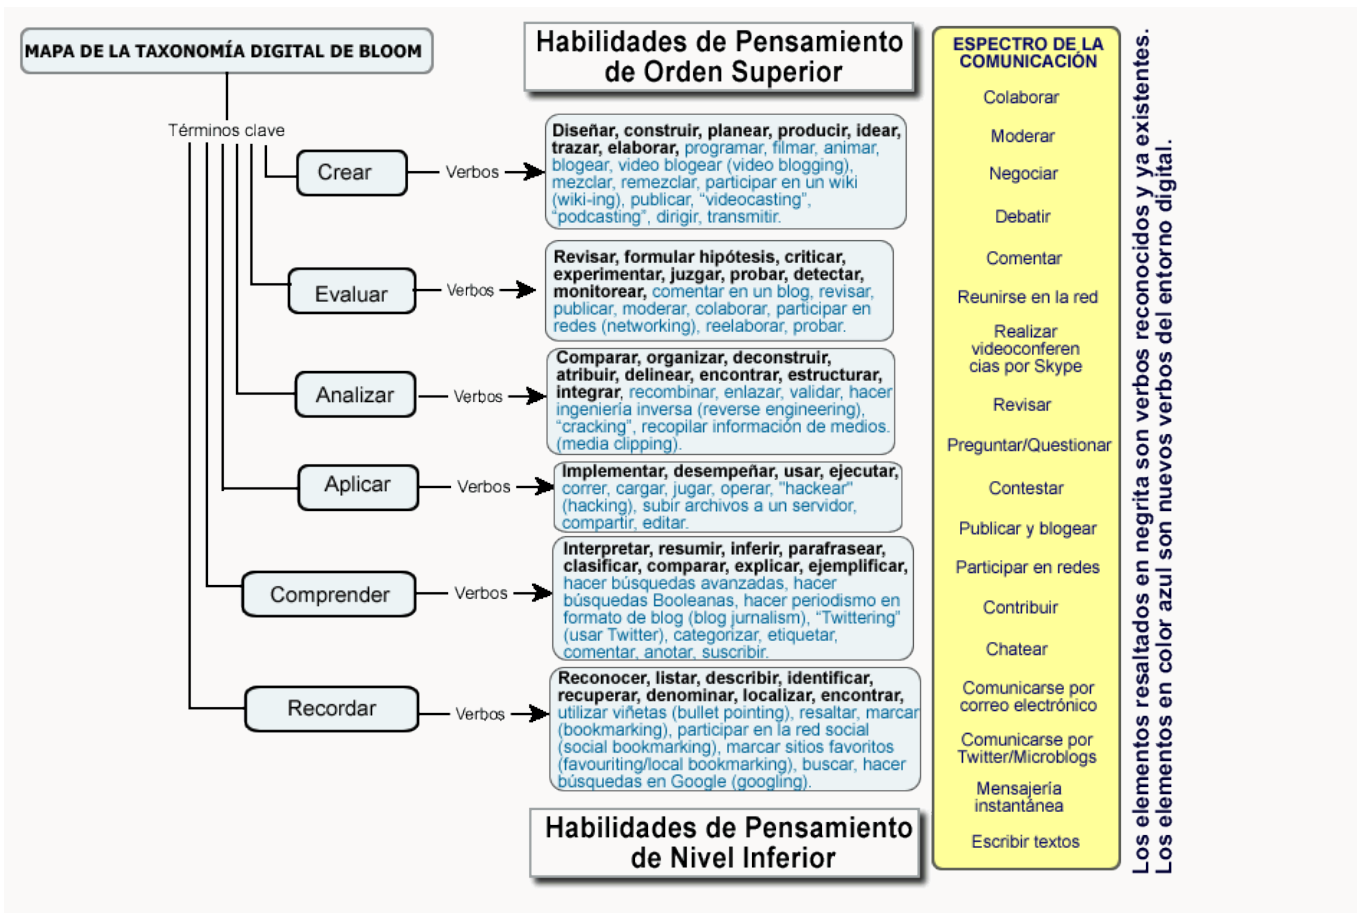 MAPA DE LA TAXONOMÍA DIGITAL DE BLOOM
Términos clave
Habilidades de Pensamiento
de Orden Superior
Crear
Verbos
Diseñar, construir, planear, producir, idear,
trazar, elaborar, programar, filmar, animar,
blogear, video blogear (video blogging),
mezclar, remezclar, participar en un wiki
(wiki-ing), publicar, “videocasting”,
“podcasting”, dirigir, transmitir.
Evaluar
Verbos
Revisar, formular hipótesis, criticar,
experimentar, juzgar, probar, detectar,
monitorear, comentar en un blog, revisar,
publicar, moderar, colaborar, participar en
redes (networking), reelaborar, probar.
Analizar
Verbos
Comparar, organizar, deconstruir,
atribuir, delinear, encontrar, estructurar,
integrar, recombinar, enlazar, validar, hacer
ingeniería inversa (reverse engineering),
“cracking”, recopilar información de medios.
(media clipping).
Aplicar
Verbos
Implementar, desempeñar, usar, ejecutar,
correr, cargar, jugar, operar, "hackear"
(hacking), subir archivos a un servidor,
compartir, editar.
Comprender
Verbos
Interpretar, resumir, inferir, parafrasear,
clasificar, comparar, explicar, ejemplificar,
hacer búsquedas avanzadas, hacer
búsquedas Booleanas, hacer periodismo en
formato de blog (blog jurnalism), “Twittering”
(usar Twitter), categorizar, etiquetar,
comentar, anotar, suscribir.
Recordar
Verbos
Reconocer, listar, describir, identificar,
recuperar, denominar, localizar, encontrar,
utilizar viñetas (bullet pointing), resaltar, marcar
(bookmarking), participar en la red social
(social bookmarking), marcar sitios favoritos
(favouriting/local bookmarking), buscar, hacer
búsquedas en Google (googling).
Habilidades de Pensamiento
de Nivel Inferior
ESPECTRO DE LA
COMUNICACIÓN
Colaborar
Moderar
Negociar
Debatir
Comentar
Reunirse en la red
Realizar
videoconferen
cias por Skype
Revisar
Preguntar/Questionar
Contestar
Publicar y blogear
Participar en redes
Contribuir
Chatear
Comunicarse por
correo electrónico
Comunicarse por
Twitter/Microblogs
Mensajería
instantánea
Escribir textos
Los elementos resaltados en negrita son verbos reconocidos y ya existentes.
Los elementos en color azul son nuevos verbos del entorno digital.